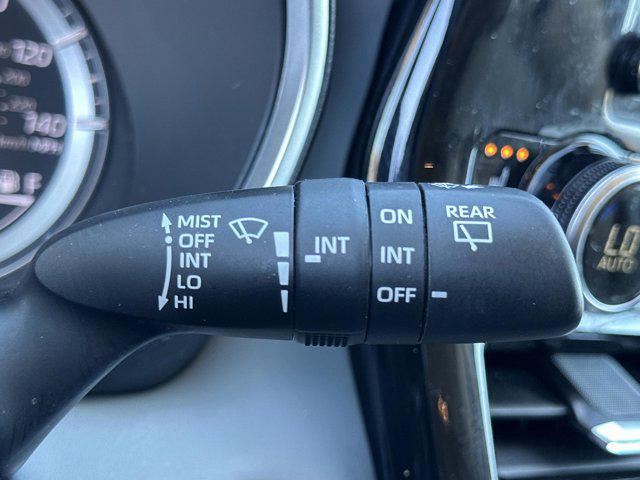 120
140
F
MIST
OFF
INT
LO
HI
INT
ON
INT
OFF
REAR
LO
AUTO